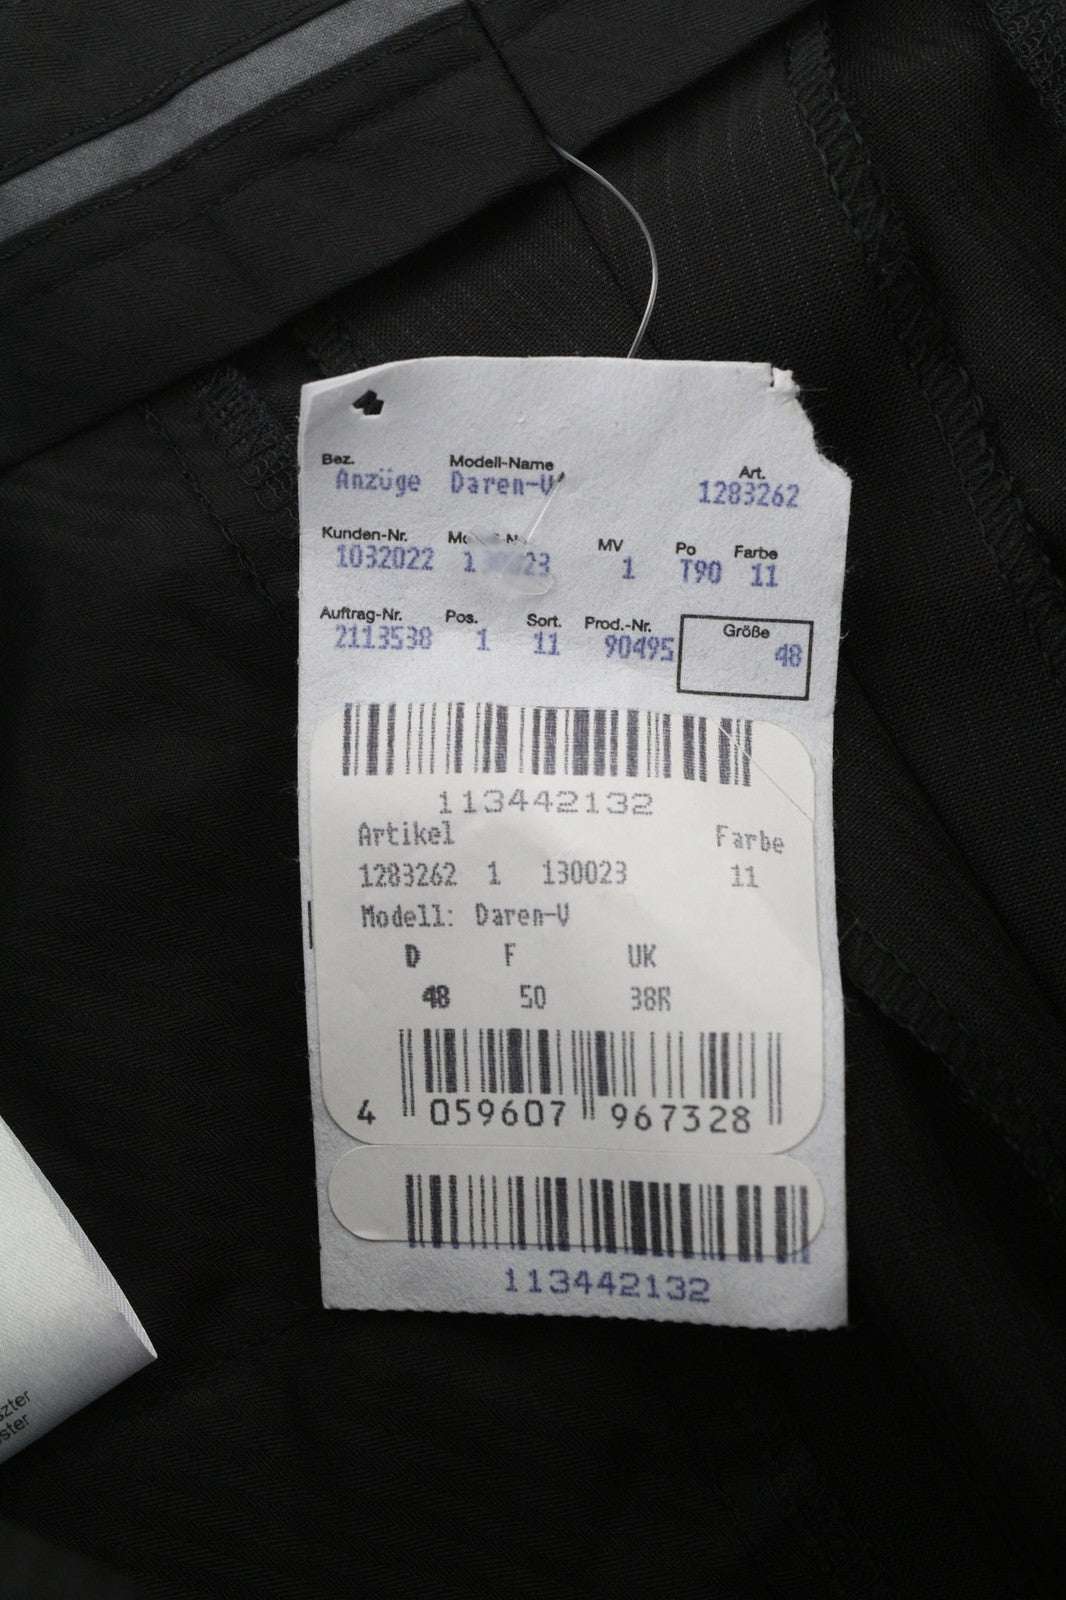 Bez. Modell-Name Art.
Anzüge Daren-V 1283262
Kunden-Nr. MV Po Farbe
1032022 1 T90 11
Auftrag-Nr. Pos. Sort. Prod.-Nr. Größe
2113538 1 11 90495 48
113442132
Artikel Farbe
1283262 1 130023 11
Modell: Daren-V
D F UK
48 50 38R
4 059607 967328
113442132